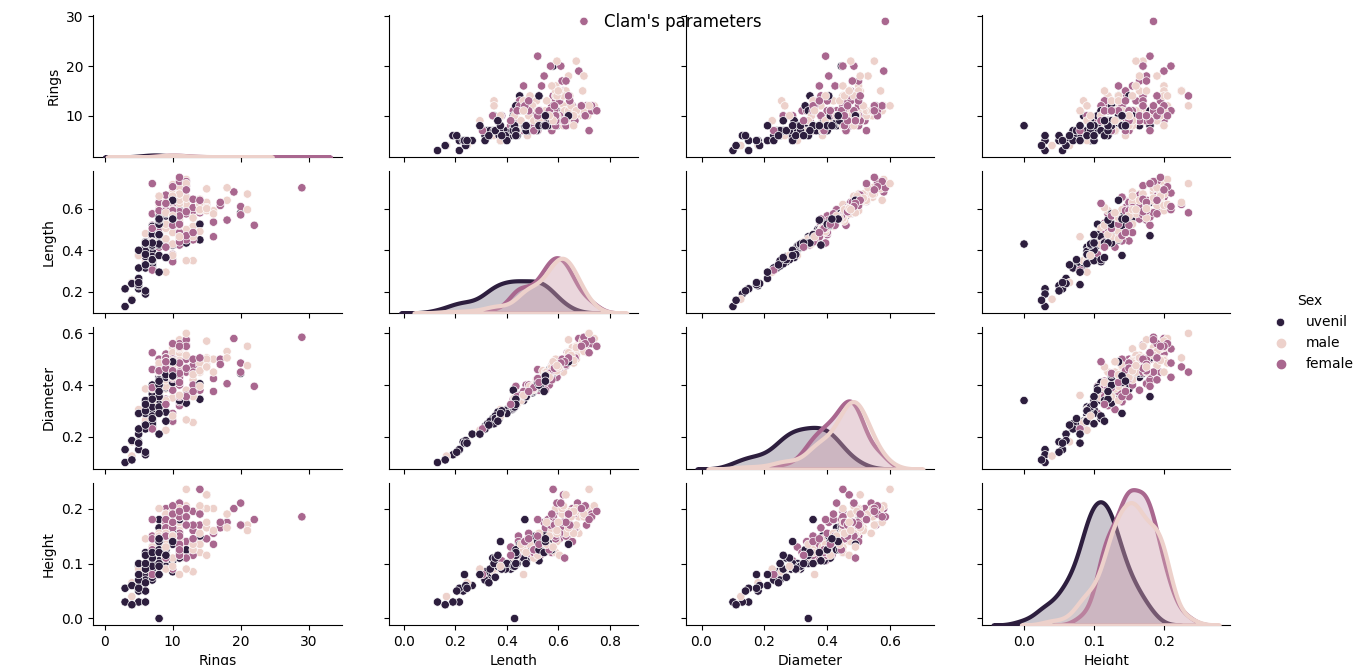 Clam's parameters
30
20
10
Rings
0.6
0.4
0.2
Length
0.6
0.4
0.2
Diameter
0.2
0.1
0.0
Height
0 10 20 30
Rings
0.0 0.2 0.4 0.6 0.8
Length
0.0 0.2 0.4 0.6
Diameter
0.0 0.1 0.2
Height
Sex
uvenil
male
female